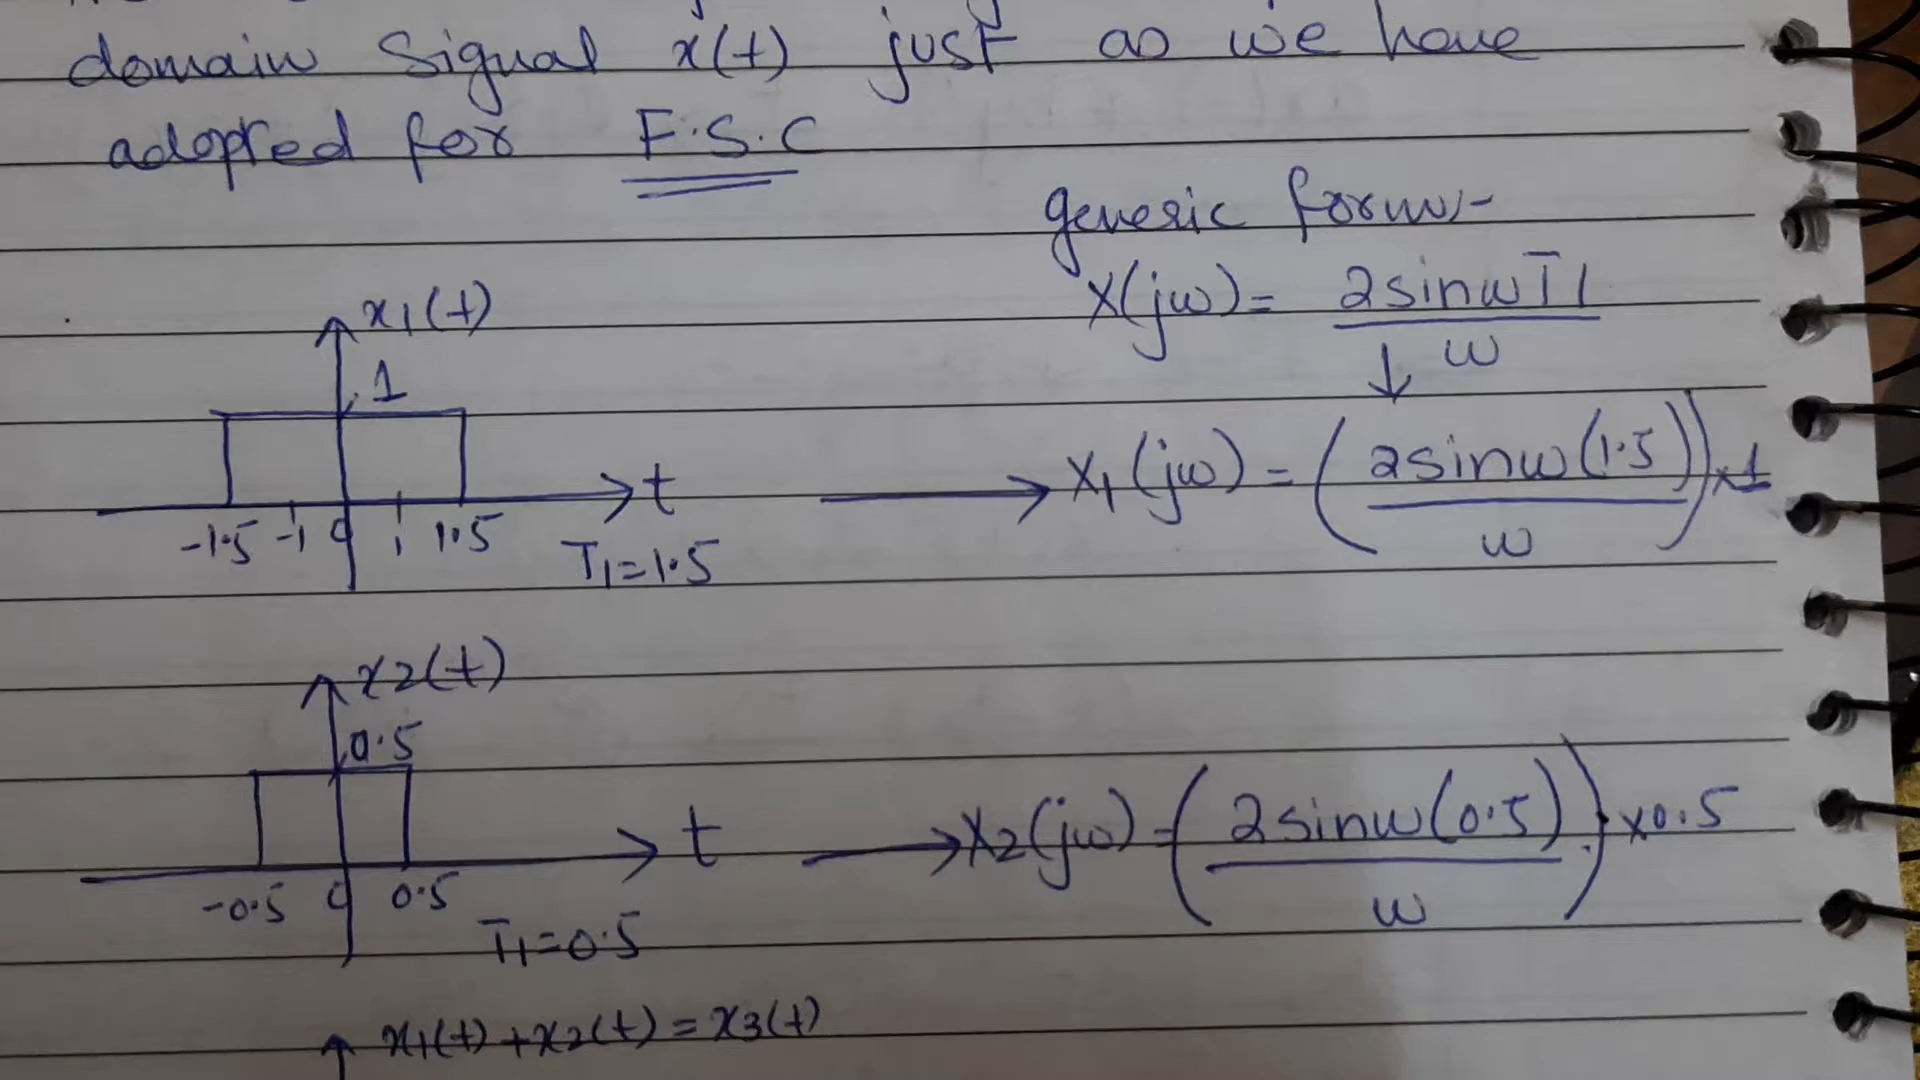 domain signal x(t) just as we have
adopted for F.S.C
generic form:-
X(jω) = 2sinωT1 / ω
x1(t)
1
-1.5 -1 0 1 1.5
t
T1=1.5
X1(jω) = (2sinω(1.5) / ω) x1
x2(t)
0.5
-0.5 0 0.5
t
T1=0.5
X2(jω) = (2sinω(0.5) / ω) x0.5
x1(t) + x2(t) = x3(t)